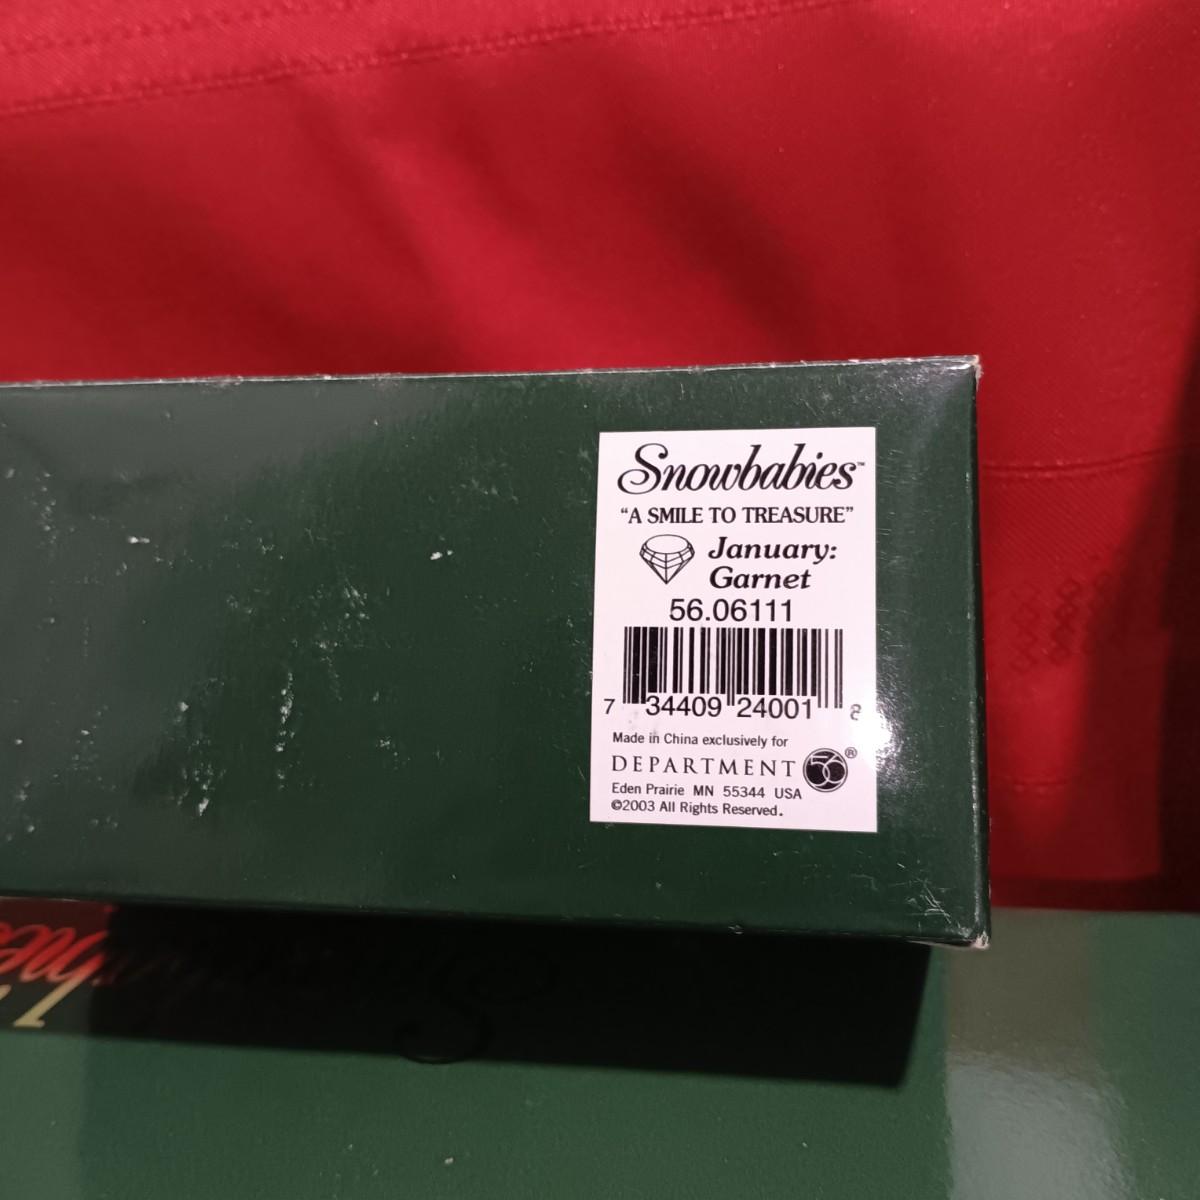 Snowbabies™
"A SMILE TO TREASURE"
January:
Garnet
56.06111
7 34409 24001 8
Made in China exclusively for
DEPARTMENT 56®
Eden Prairie MN 55344 USA
©2003 All Rights Reserved.